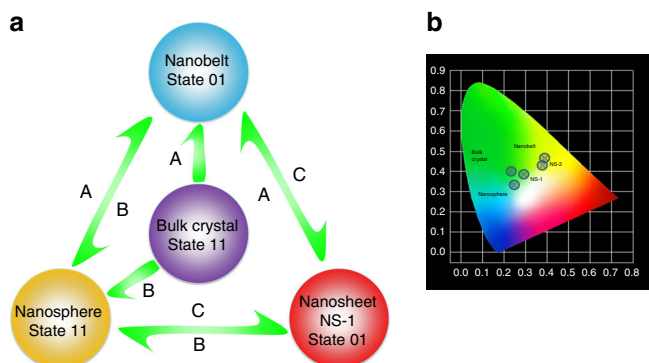 a
Nanobelt
State 01
A
A
B
A
C
Bulk crystal
State 11
B
Nanosphere
State 11
C
B
Nanosheet
NS-1
State 01
b
0.9
0.8
0.7
0.6
0.5
0.4
0.3
0.2
0.1
0.0
Bulk
crystal
Nanobelt
NS-2
NS-1
Nanosphere
0.0 0.1 0.2 0.3 0.4 0.5 0.6 0.7 0.8